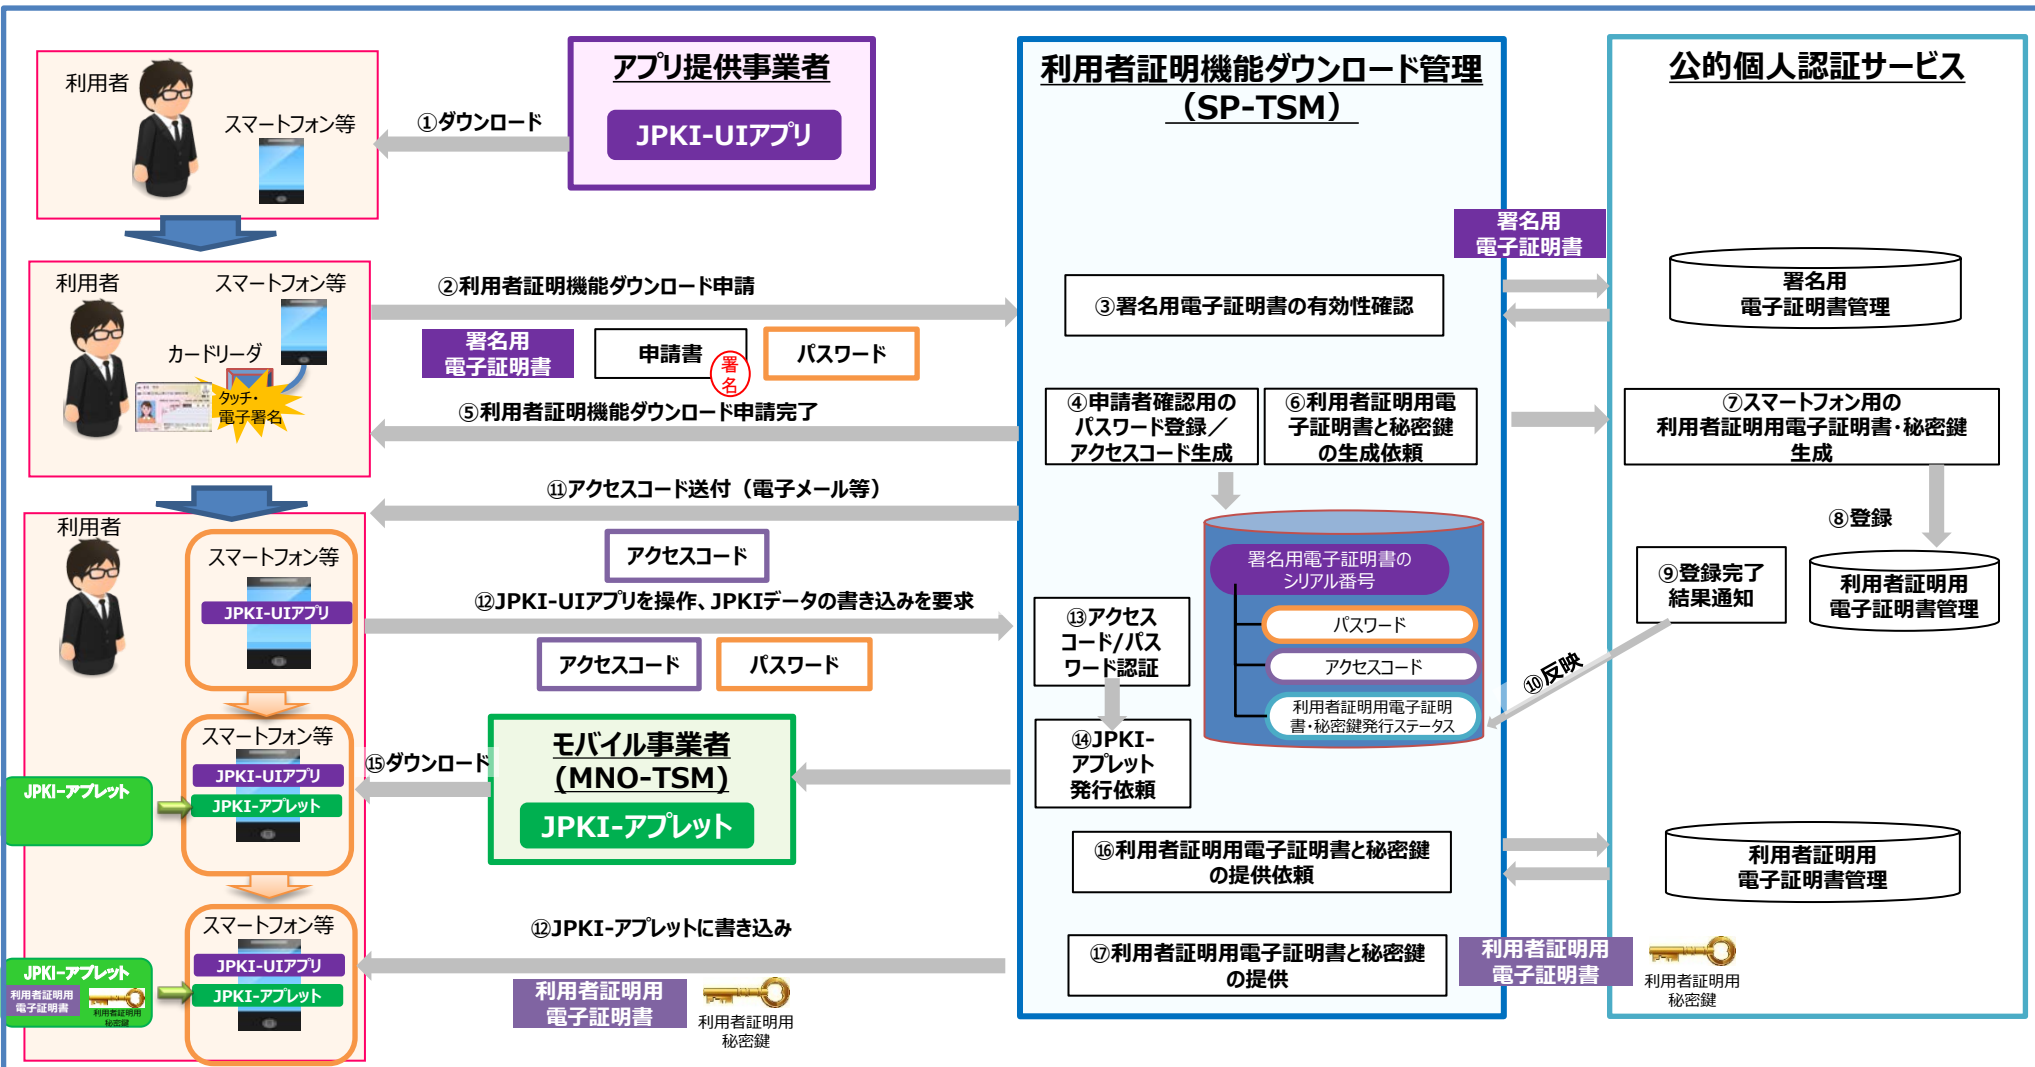 利用者
スマートフォン等
①ダウンロード
アプリ提供事業者
JPKI-UIアプリ
利用者証明機能ダウンロード管理
（SP-TSM）
公的個人認証サービス
署名用
電子証明書
利用者
スマートフォン等
カードリーダ
タッチ・
電子署名
②利用者証明機能ダウンロード申請
署名用
電子証明書
申請書
署
名
パスワード
③署名用電子証明書の有効性確認
署名用
電子証明書管理
⑤利用者証明機能ダウンロード申請完了
④申請者確認用の
パスワード登録／
アクセスコード生成
⑥利用者証明用電
子証明書と秘密鍵
の生成依頼
⑦スマートフォン用の
利用者証明用電子証明書・秘密鍵
生成
⑪アクセスコード送付（電子メール等）
アクセスコード
⑧登録
利用者
スマートフォン等
JPKI-UIアプリ
署名用電子証明書の
シリアル番号
パスワード
アクセスコード
利用者証明用電子証明
書・秘密鍵発行ステータス
⑨登録完了
結果通知
利用者証明用
電子証明書管理
⑩反映
⑫JPKI-UIアプリを操作、JPKIデータの書き込みを要求
アクセスコード
パスワード
⑬アクセス
コード/パス
ワード認証
スマートフォン等
JPKI-UIアプリ
JPKI-アプレット
JPKI-アプレット
⑮ダウンロード
モバイル事業者
(MNO-TSM)
JPKI-アプレット
⑭JPKI-
アプレット
発行依頼
⑯利用者証明用電子証明書と秘密鍵
の提供依頼
利用者証明用
電子証明書管理
スマートフォン等
JPKI-UIアプリ
JPKI-アプレット
JPKI-アプレット
利用者証明用
電子証明書
利用者証明用
秘密鍵
⑫JPKI-アプレットに書き込み
利用者証明用
電子証明書
利用者証明用
秘密鍵
⑰利用者証明用電子証明書と秘密鍵
の提供
利用者証明用
電子証明書
利用者証明用
秘密鍵